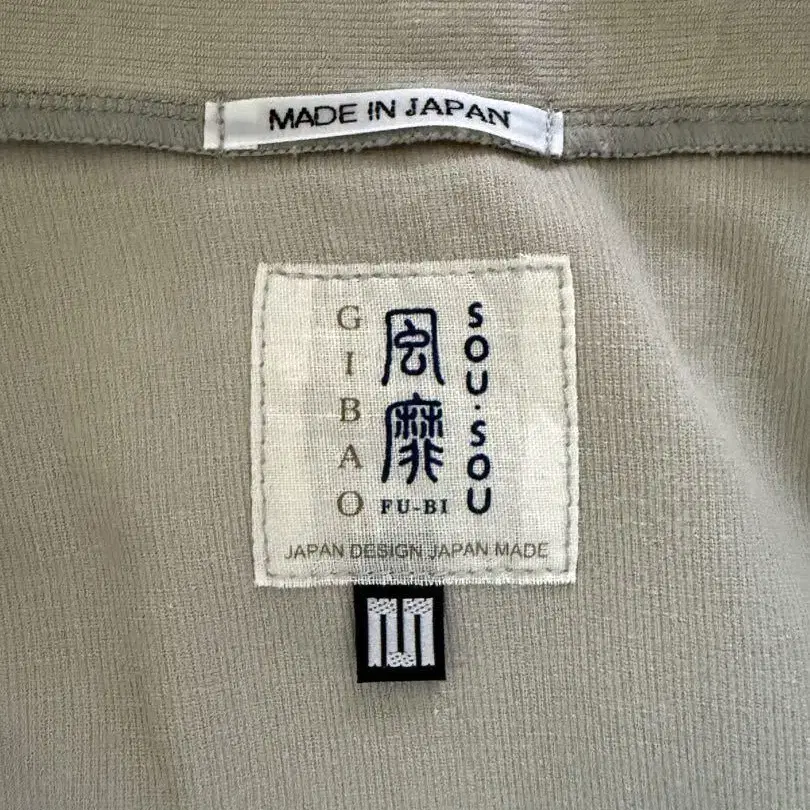 MADE IN JAPAN
GIBAO
風靡
FU-BI
SOU・SOU
JAPAN DESIGN JAPAN MADE